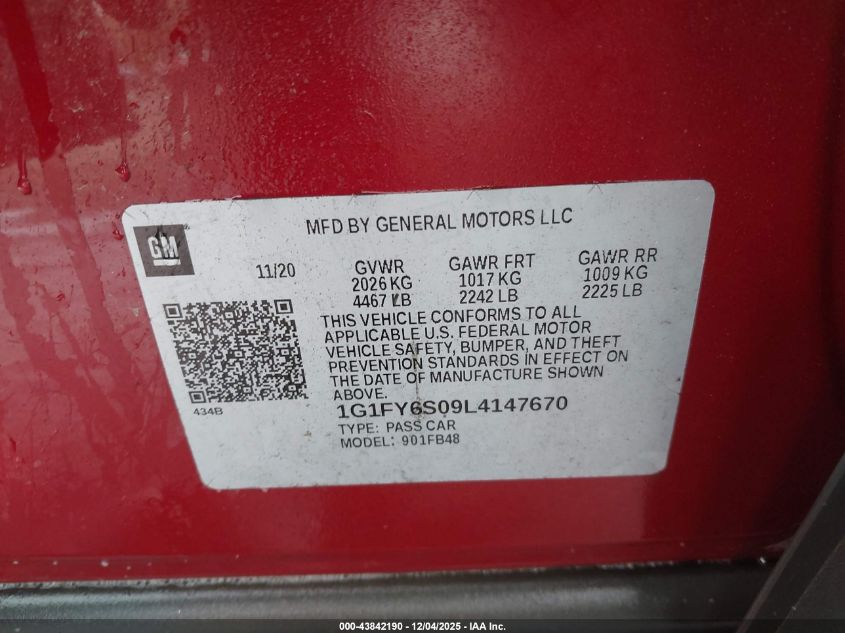 MFD BY GENERAL MOTORS LLC
GM
11/20
GVWR
2026 KG
4467 LB
GAWR FRT
1017 KG
2242 LB
GAWR RR
1009 KG
2225 LB
THIS VEHICLE CONFORMS TO ALL
APPLICABLE U.S. FEDERAL MOTOR
VEHICLE SAFETY, BUMPER, AND THEFT
PREVENTION STANDARDS IN EFFECT ON
THE DATE OF MANUFACTURE SHOWN
ABOVE.
434B
1G1FY6S09L4147670
TYPE: PASS CAR
MODEL: 901FB48
000-43842190 - 12/04/2025 - IAA Inc.